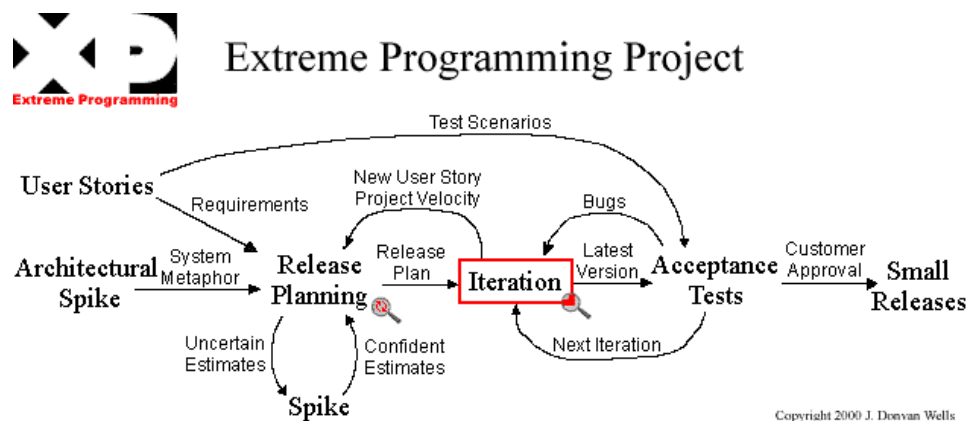 XP
Extreme Programming
Extreme Programming Project
Test Scenarios
User Stories
Requirements
New User Story
Project Velocity
Bugs
Architectural
Spike
System
Metaphor
Release
Planning
Release
Plan
Iteration
Latest
Version
Acceptance
Tests
Customer
Approval
Small
Releases
Uncertain
Estimates
Confident
Estimates
Next Iteration
Spike
Copyright 2000 J. Donvan Wells